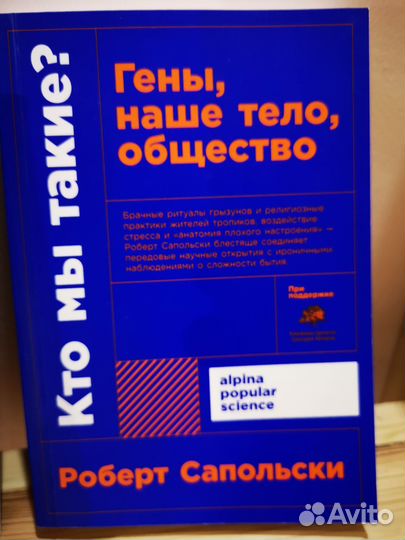 Кто мы такие?
Гены,
наше тело,
общество
Брачные ритуалы грызунов и религиозные
практики жителей тропиков, воздействие
стресса и «анатомия плохого настроения» —
Роберт Сапольски блестяще соединяет
передовые научные открытия с ироничными
наблюдениями о сложности бытия.
При
поддержке
alpina
popular
science
Роберт Сапольски
Avito